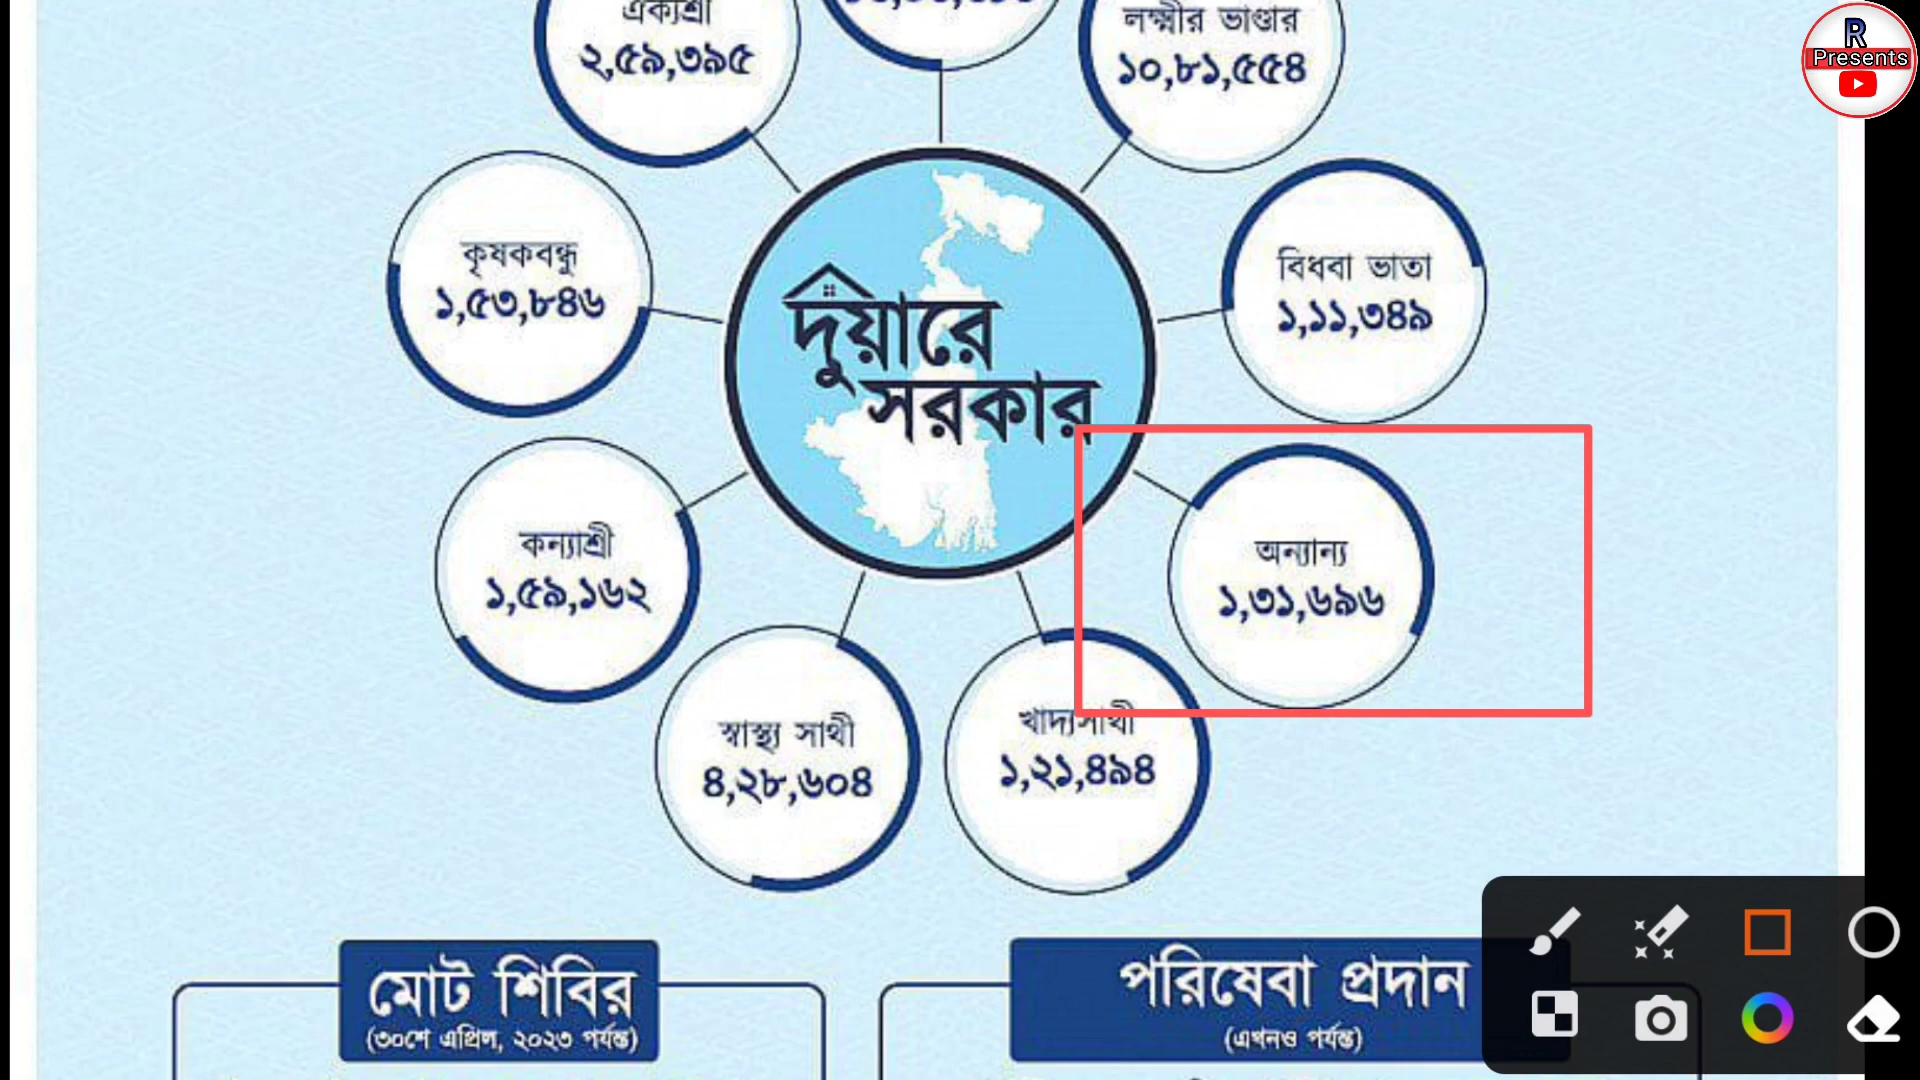 ঐক্যশ্রী
২,৫৯,৩৯৫
লক্ষ্মীর ভাণ্ডার
১০,৮১,৫৫৪
R
Presents
কৃষকবন্ধু
১,৫৩,৮৪৬
দুয়ারে
সরকার
বিধবা ভাতা
১,১১,৩৪৯
কন্যাশ্রী
১,৫৯,১৬২
অন্যান্য
১,৩১,৬৯৬
স্বাস্থ্য সাথী
৪,২৮,৬০৪
খাদ্যসাথী
১,২১,৪৯৪
মোট শিবির
(৩০শে এপ্রিল, ২০২৩ পর্যন্ত)
পরিষেবা প্রদান
(এখনও পর্যন্ত)